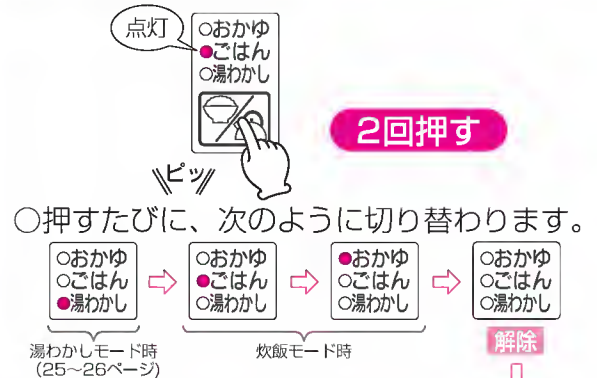 点灯
○おかゆ
●ごはん
○湯わかし
2回押す
ピッ
○押すたびに、次のように切り替わります。
○おかゆ
○ごはん
●湯わかし
○おかゆ
●ごはん
○湯わかし
●おかゆ
○ごはん
○湯わかし
○おかゆ
○ごはん
○湯わかし
湯わかしモード時
(25〜26ページ)
炊飯モード時
解除